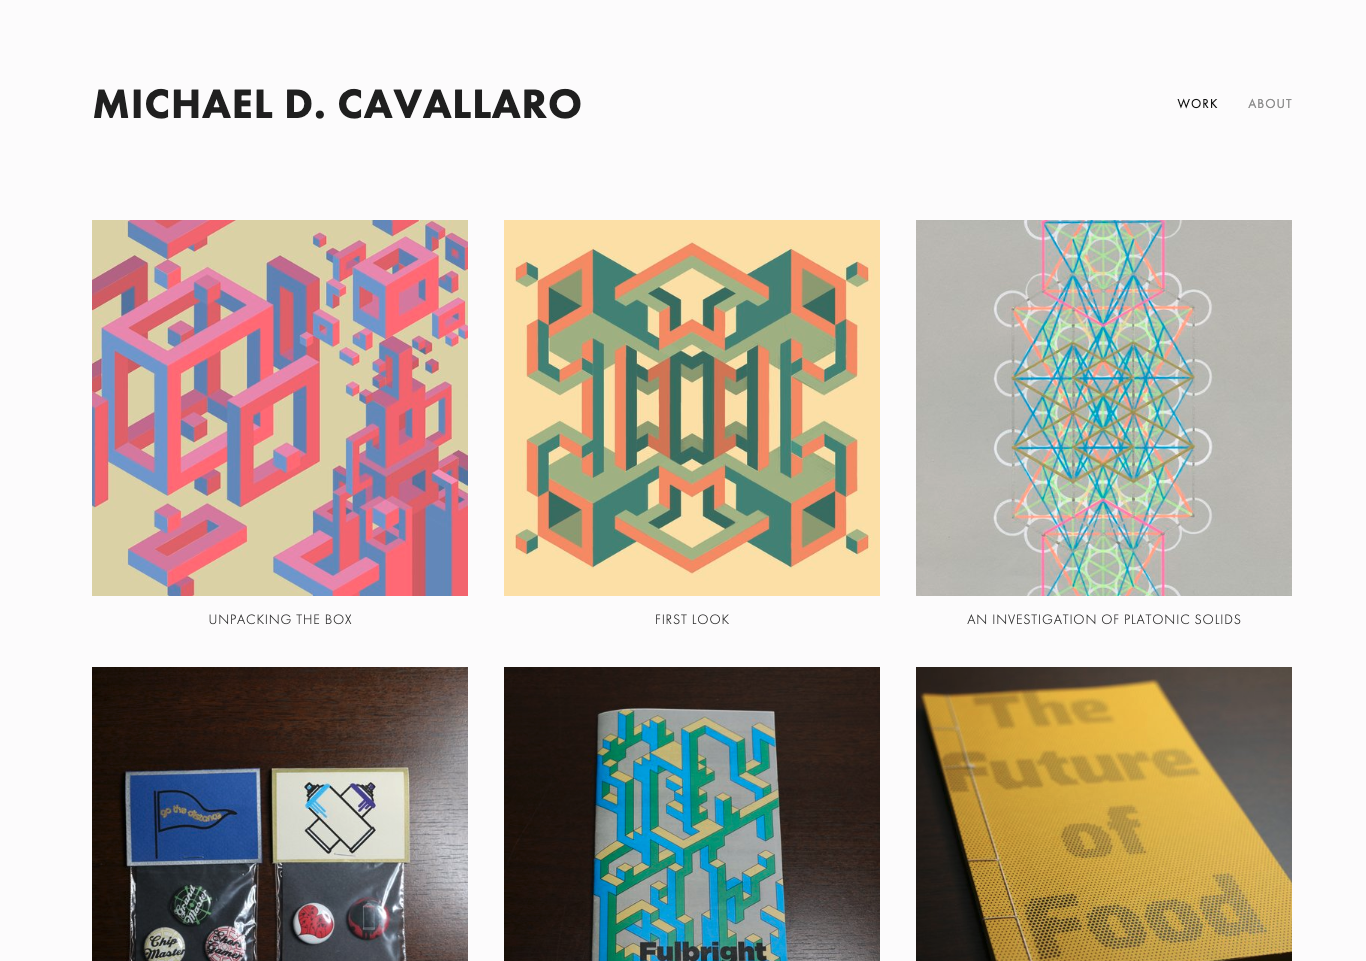 MICHAEL D. CAVALLARO
WORK
ABOUT
UNPACKING THE BOX
FIRST LOOK
AN INVESTIGATION OF PLATONIC SOLIDS
go the distance
Chip
Master
Fulbright
The
Future
of
Food